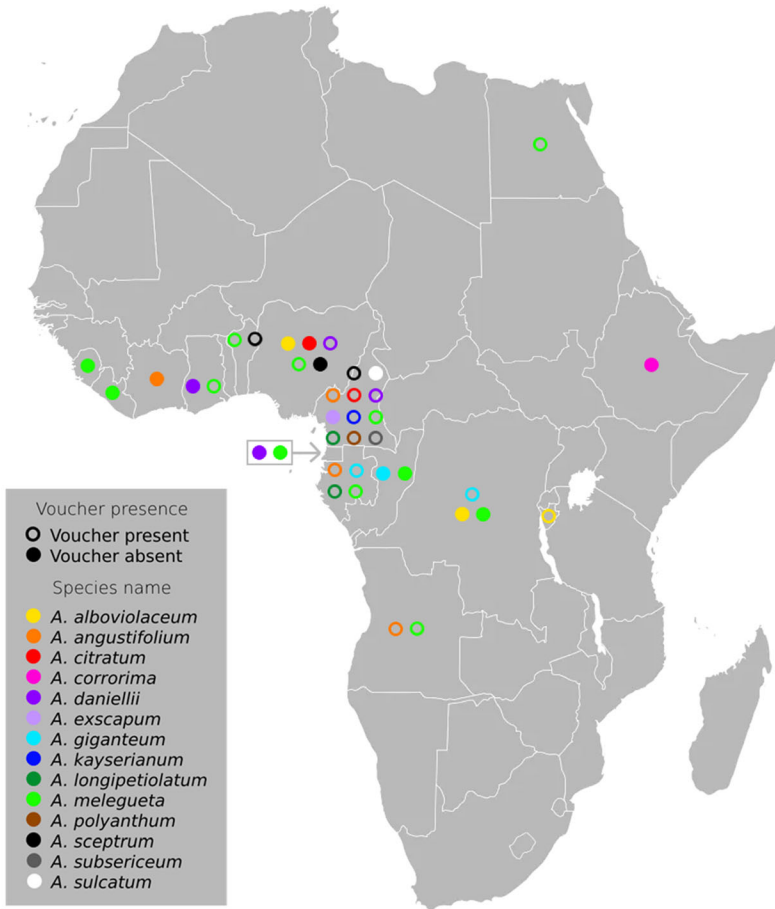 Voucher presence
Voucher present
Voucher absent
Species name
A. alboviolaceum
A. angustifolium
A. citratum
A. corrorima
A. daniellii
A. exscapum
A. giganteum
A. kayserianum
A. longipetiolatum
A. melegueta
A. polyanthum
A. sceptrum
A. subsericeum
A. sulcatum